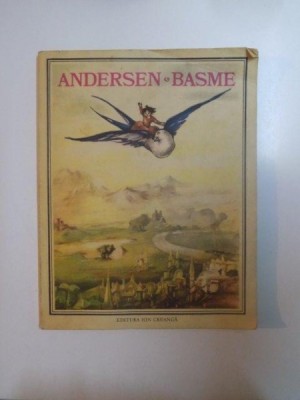 ANDERSEN • BASME
EDITURA ION CREANGĂ